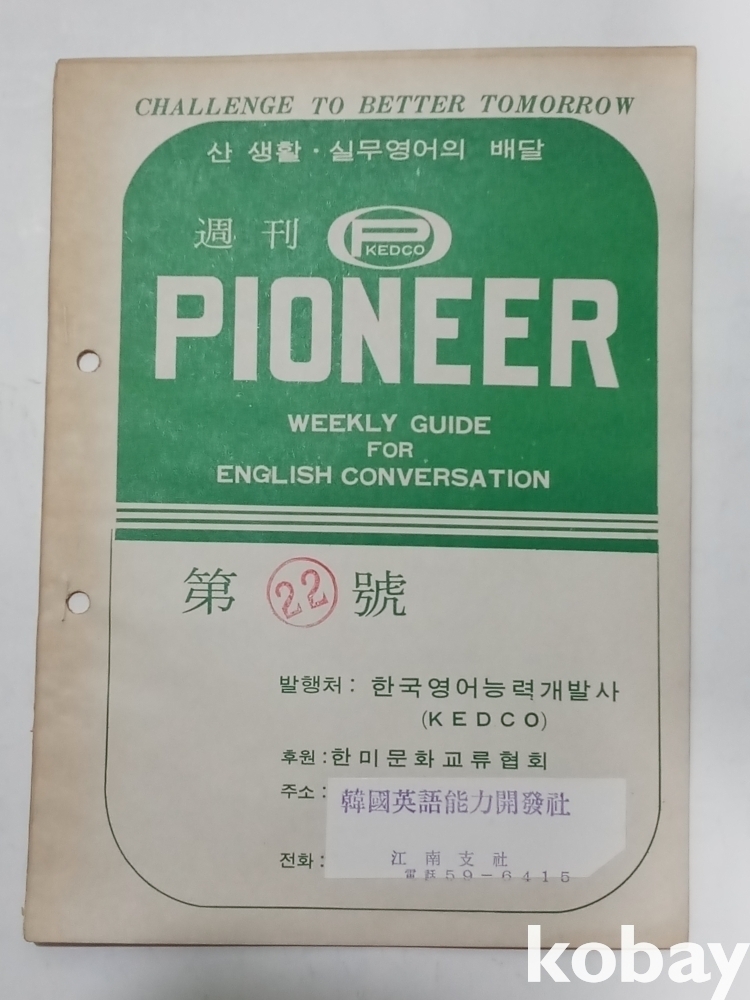 CHALLENGE TO BETTER TOMORROW
산 생활·실무영어의 배달
週刊 P KEDCO
PIONEER
WEEKLY GUIDE
FOR
ENGLISH CONVERSATION
第 22 號
발행처: 한국영어능력개발사
(KEDCO)
후원:한미문화교류협회
주소:
韓國英語能力開發社
江南支社
전화:
電話 59-6415
kobay